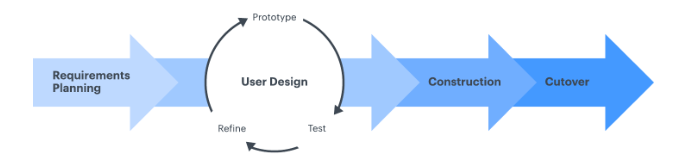 Prototype
Requirements
Planning
User Design
Construction
Cutover
Refine
Test